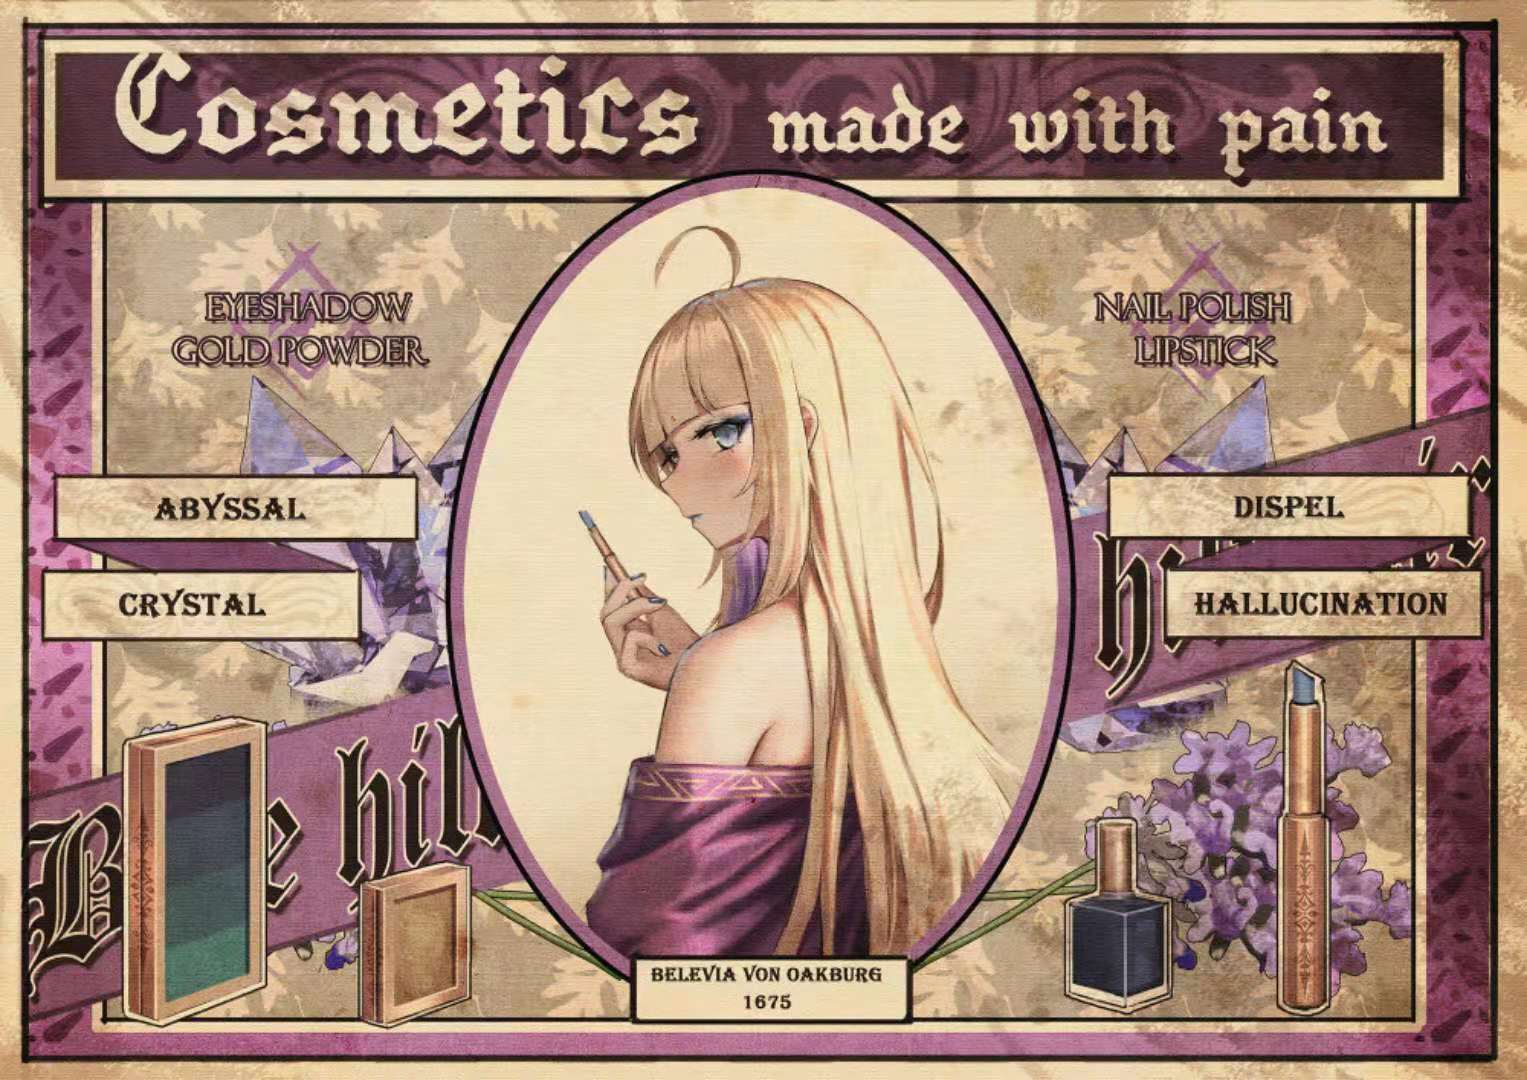 Cosmetics made with pain
EYESHADOW
GOLD POWDER
NAIL POLISH
LIPSTICK
ABYSSAL
CRYSTAL
DISPEL
HALLUCINATION
BELEVIA VON OAKBURG
1675